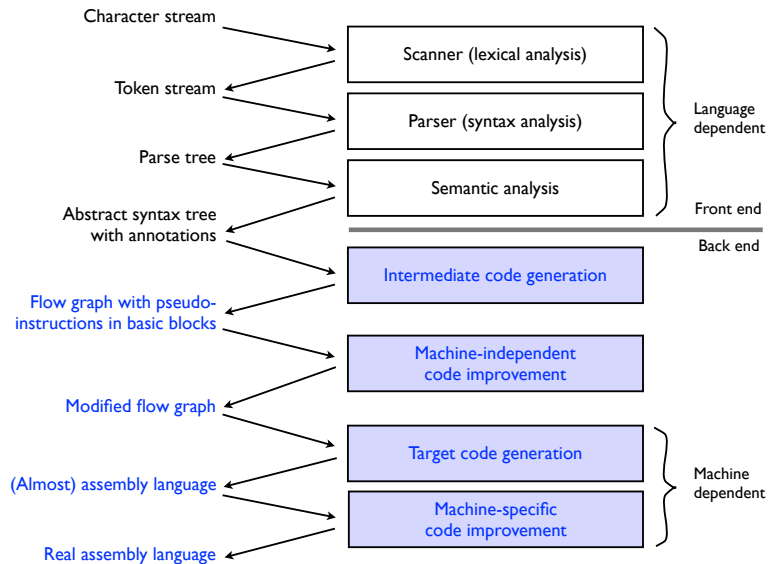 Character stream
Scanner (lexical analysis)
Token stream
Language
dependent
Parser (syntax analysis)
Parse tree
Semantic analysis
Abstract syntax tree
with annotations
Front end
Back end
Intermediate code generation
Flow graph with pseudo-
instructions in basic blocks
Machine-independent
code improvement
Modified flow graph
Target code generation
(Almost) assembly language
Machine
dependent
Machine-specific
code improvement
Real assembly language